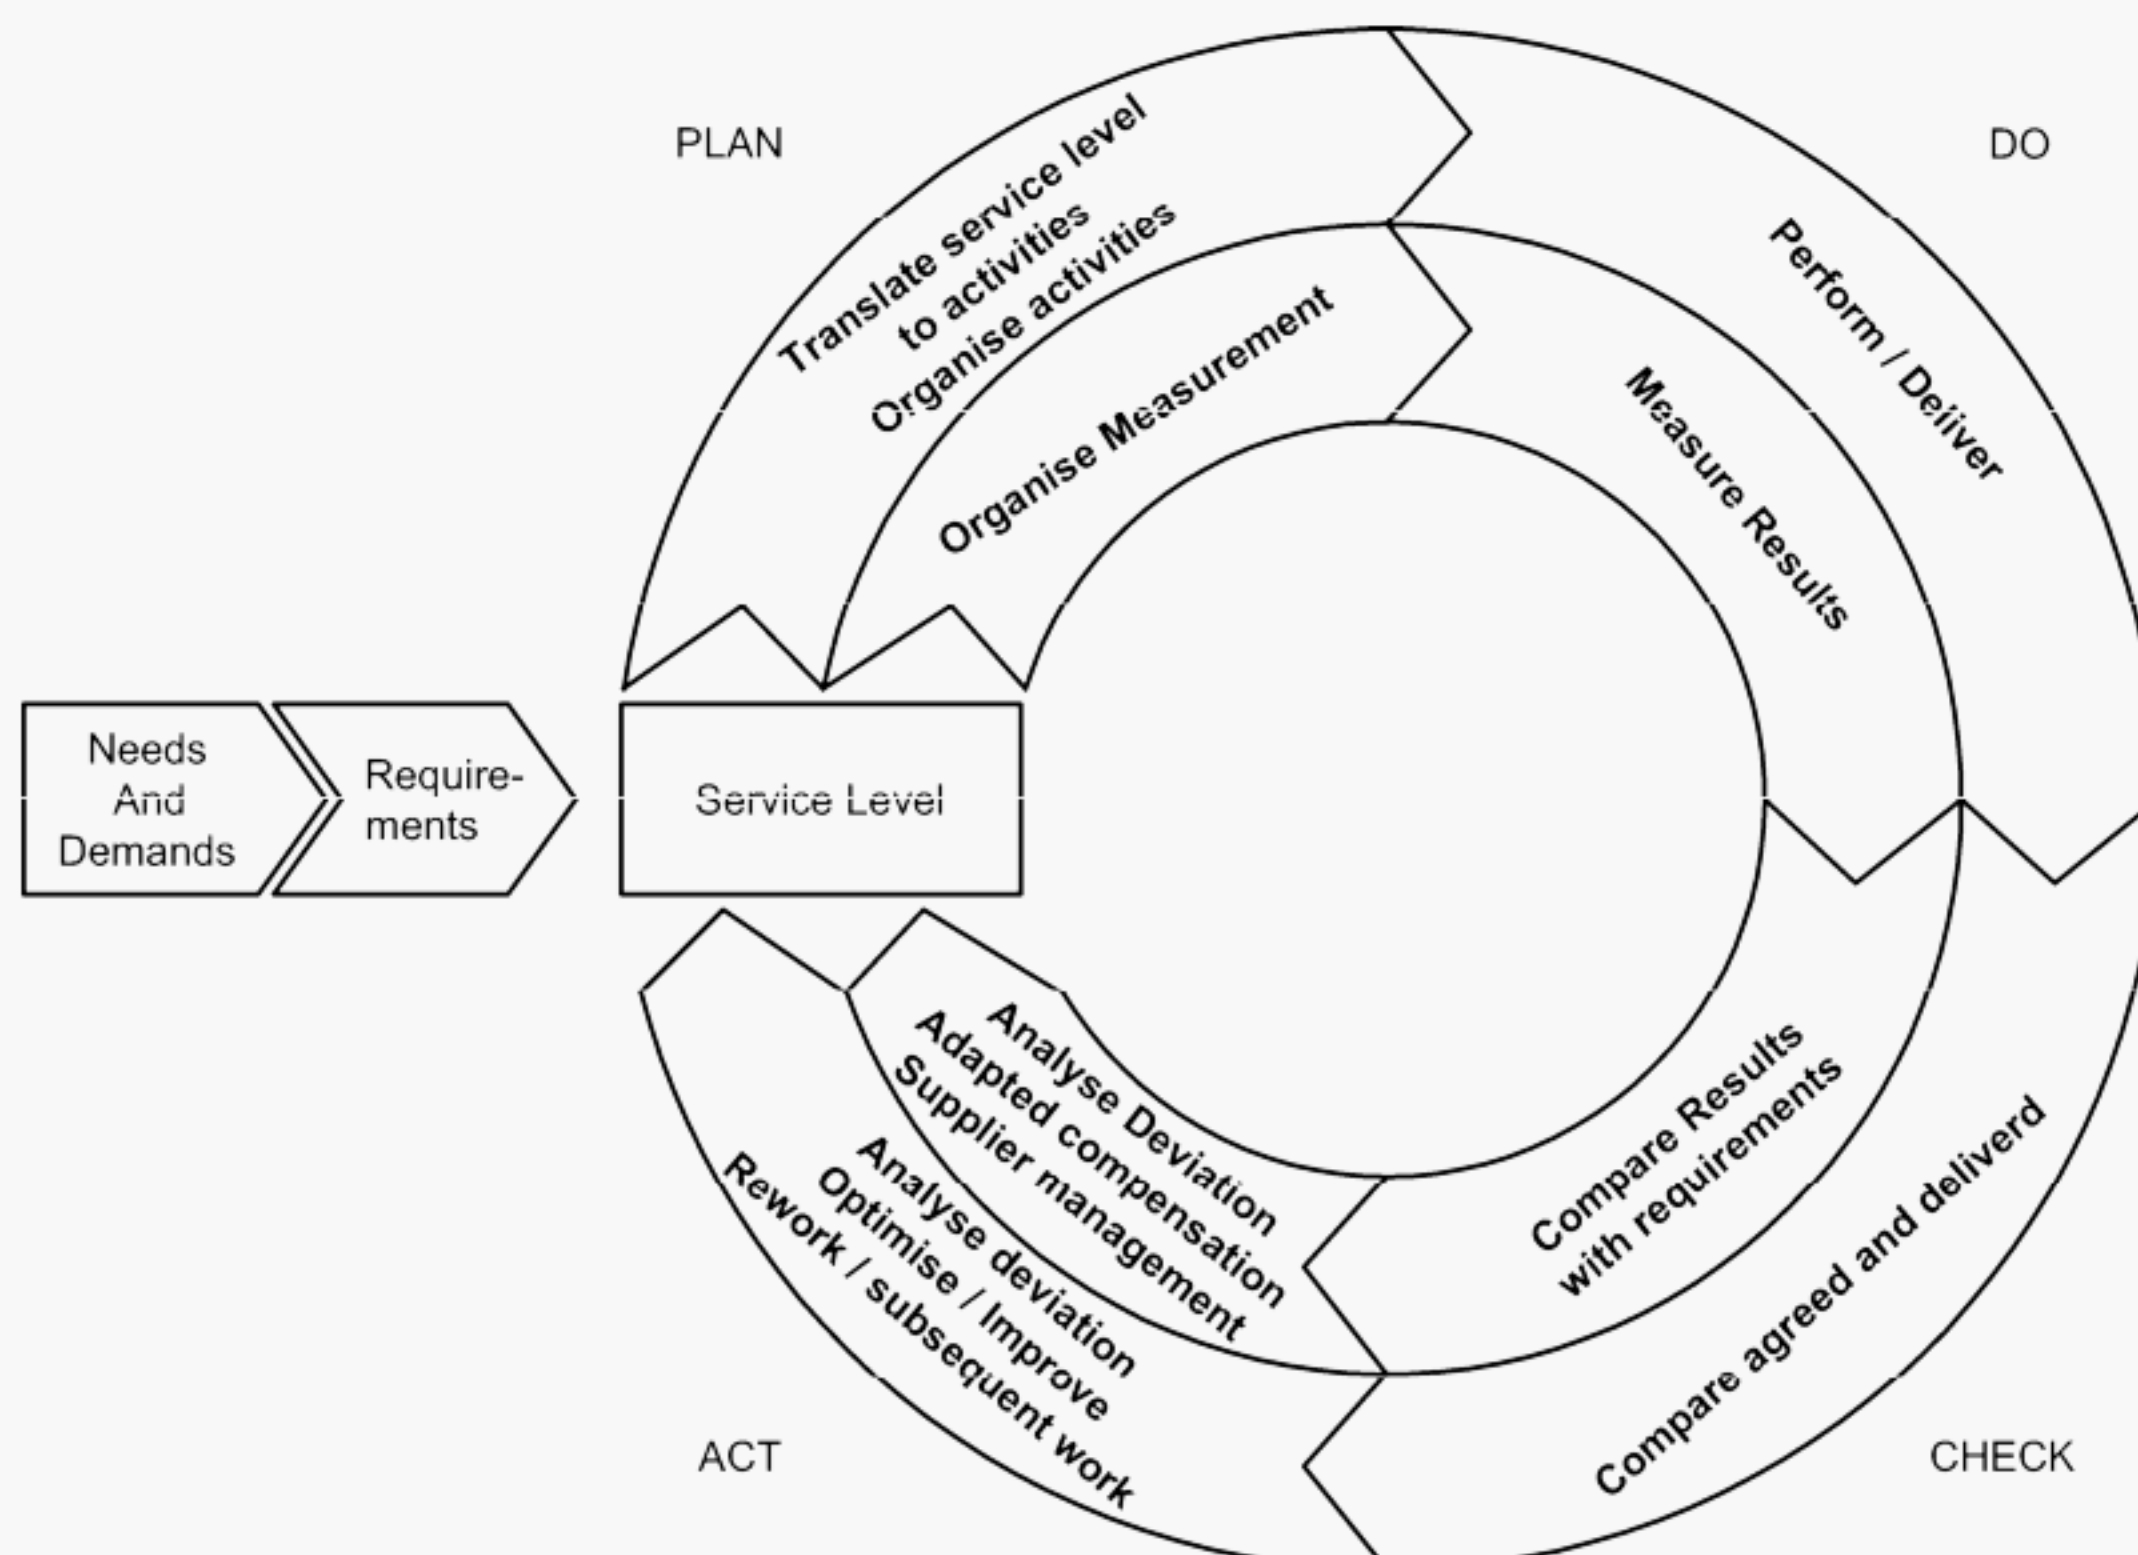 PLAN
DO
Translate service level
to activities
Organise activities
Organise Measurement
Perform / Deliver
Measure Results
Needs
And
Demands
Require-
ments
Service Level
Analyse Deviation
Adapted compensation
Supplier management
Analyse deviation
Optimise / Improve
Rework / subsequent work
Compare Results
with requirements
Compare agreed and deliverd
ACT
CHECK